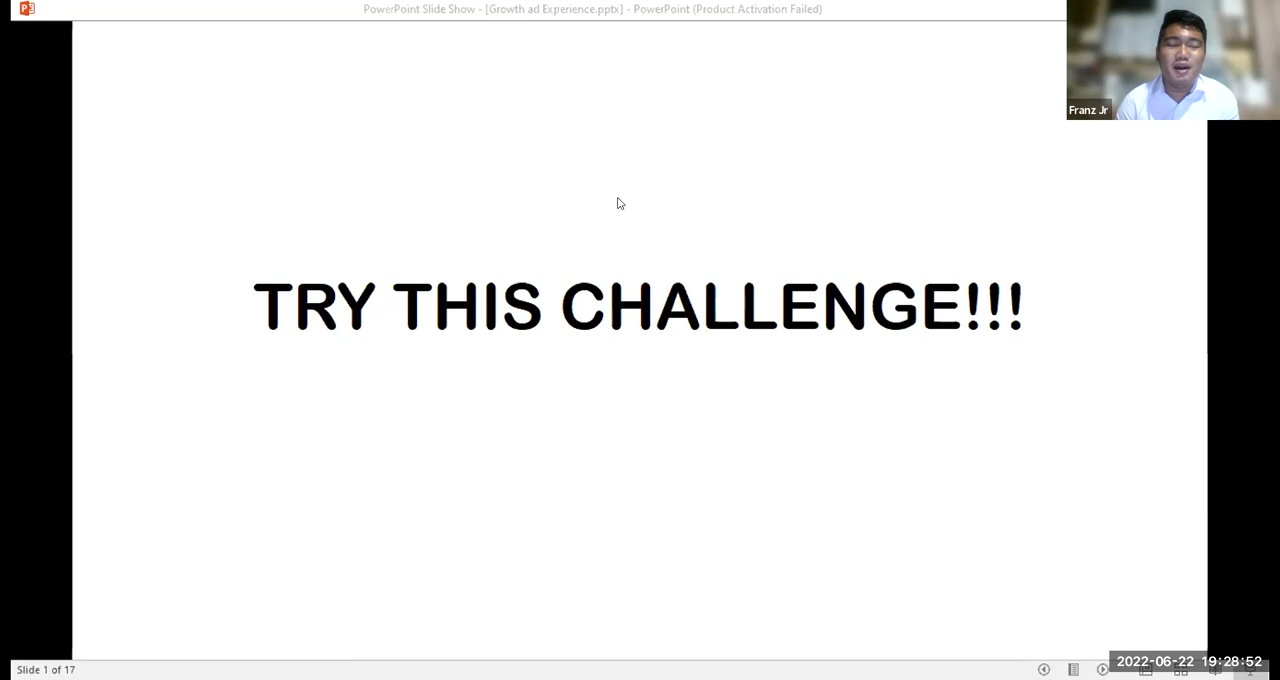 PowerPoint Slide Show - [Growth ad Experience.pptx] - PowerPoint (Product Activation Failed)
Franz Jr
TRY THIS CHALLENGE!!!
Slide 1 of 17
2022-06-22 19:28:52